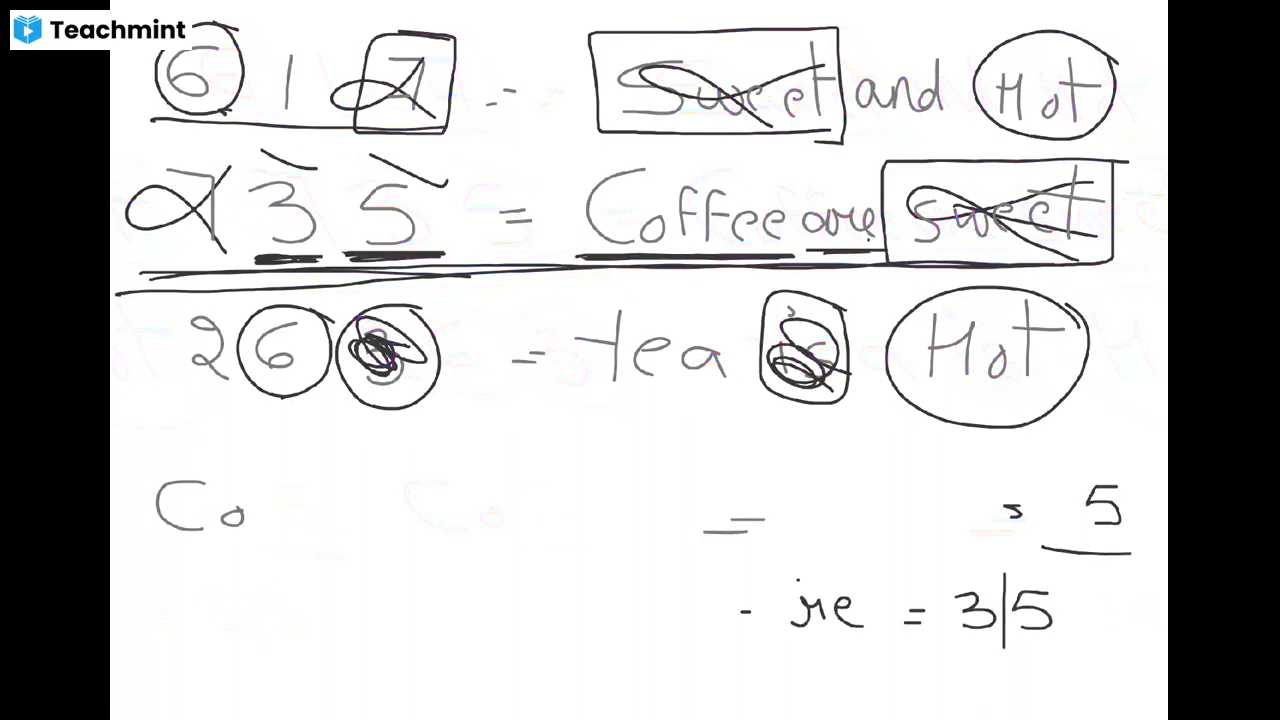 Teachmint
6 1 7 = Sweet and Hot
7 3 5 = Coffee are sweet
2 6 3 = tea is Hot
Co = = 5
- re = 3|5